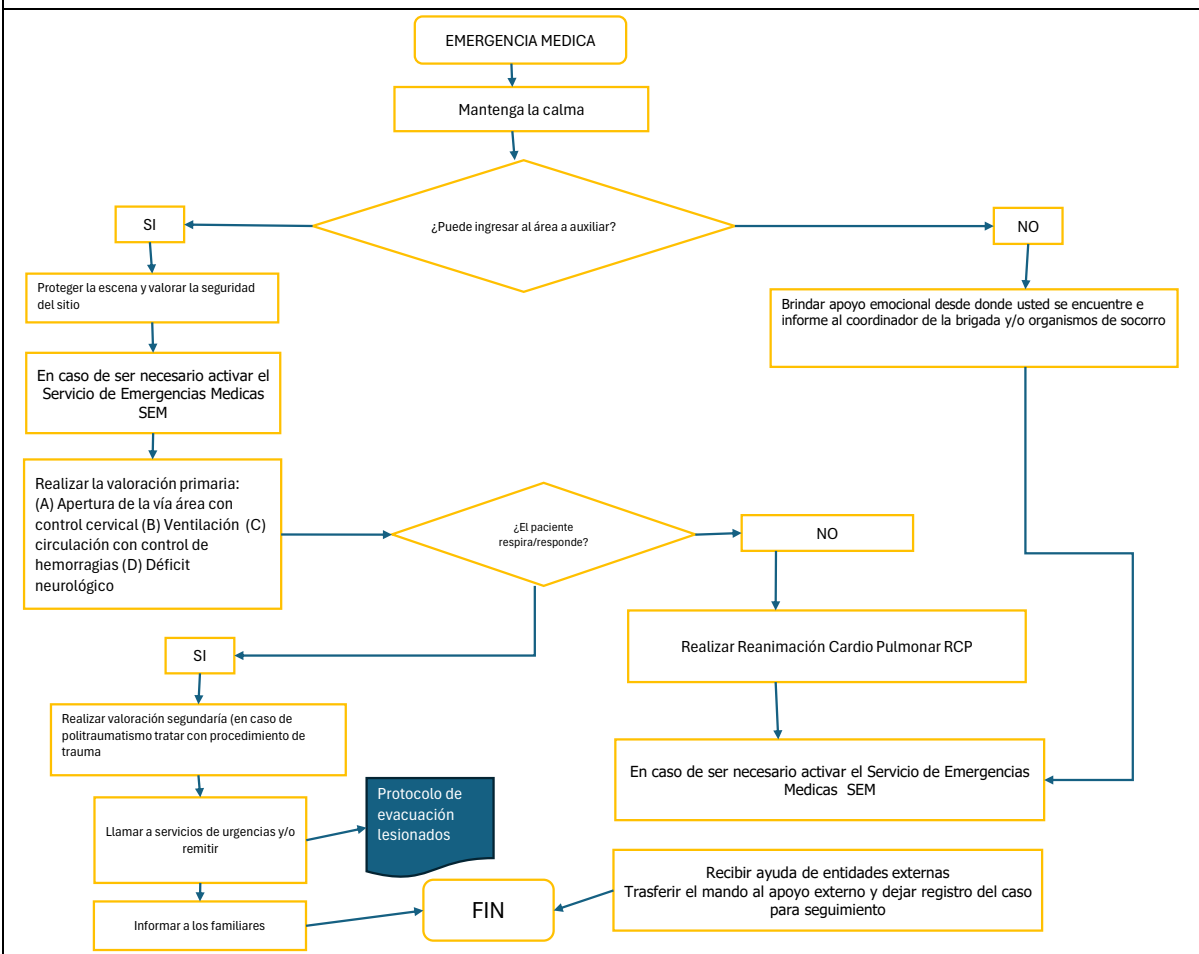 EMERGENCIA MEDICA
Mantenga la calma
¿Puede ingresar al área a auxiliar?
SI
NO
Proteger la escena y valorar la seguridad
del sitio
Brindar apoyo emocional desde donde usted se encuentre e
informe al coordinador de la brigada y/o organismos de socorro
En caso de ser necesario activar el
Servicio de Emergencias Medicas
SEM
Realizar la valoración primaria:
(A) Apertura de la vía área con
control cervical (B) Ventilación (C)
circulación con control de
hemorragias (D) Déficit
neurológico
¿El paciente
respira/responde?
NO
Realizar Reanimación Cardio Pulmonar RCP
SI
Realizar valoración segundaría (en caso de
politraumatismo tratar con procedimiento de
trauma
En caso de ser necesario activar el Servicio de Emergencias
Medicas SEM
Llamar a servicios de urgencias y/o
remitir
Protocolo de
evacuación
lesionados
Recibir ayuda de entidades externas
Trasferir el mando al apoyo externo y dejar registro del caso
para seguimiento
Informar a los familiares
FIN